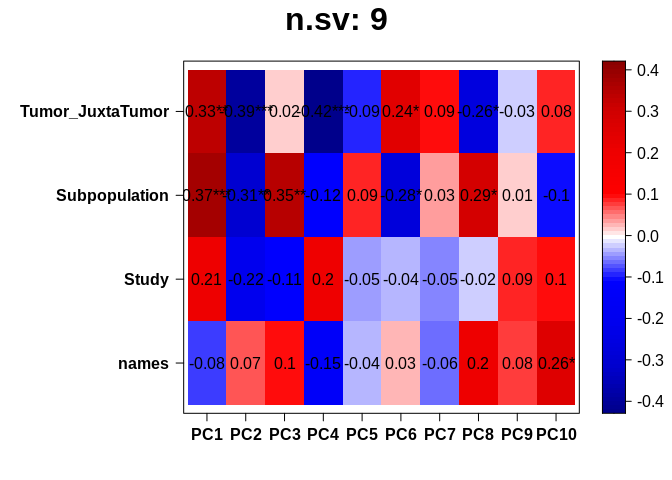 n.sv: 9
Tumor_JuxtaTumor 0.33** -0.39*** 0.02 -0.42*** -0.09 0.24* 0.09 -0.26* -0.03 0.08
Subpopulation 0.37** -0.31** 0.35** -0.12 0.09 -0.28* 0.03 0.29* 0.01 -0.1
Study 0.21 -0.22 -0.11 0.2 -0.05 -0.04 -0.05 -0.02 0.09 0.1
names -0.08 0.07 0.1 -0.15 -0.04 0.03 -0.06 0.2 0.08 0.26*
PC1 PC2 PC3 PC4 PC5 PC6 PC7 PC8 PC9 PC10
0.4
0.3
0.2
0.1
0.0
-0.1
-0.2
-0.3
-0.4